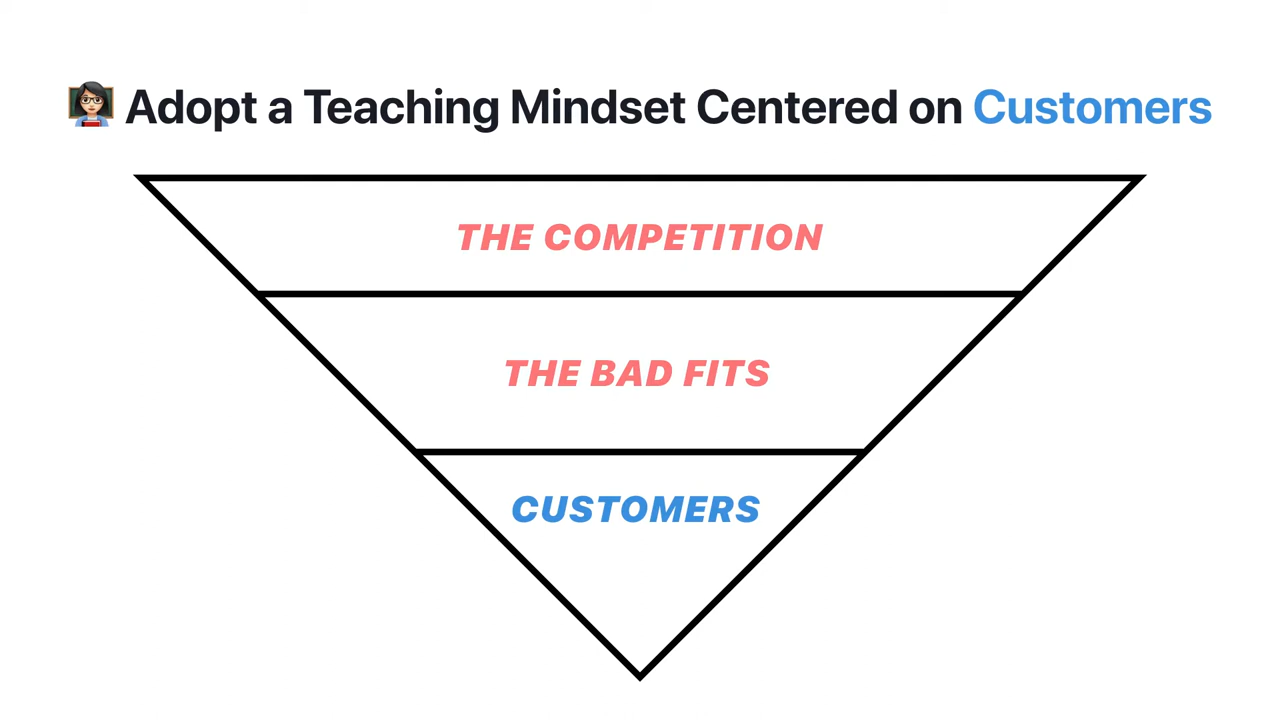 Adopt a Teaching Mindset Centered on Customers
THE COMPETITION
THE BAD FITS
CUSTOMERS